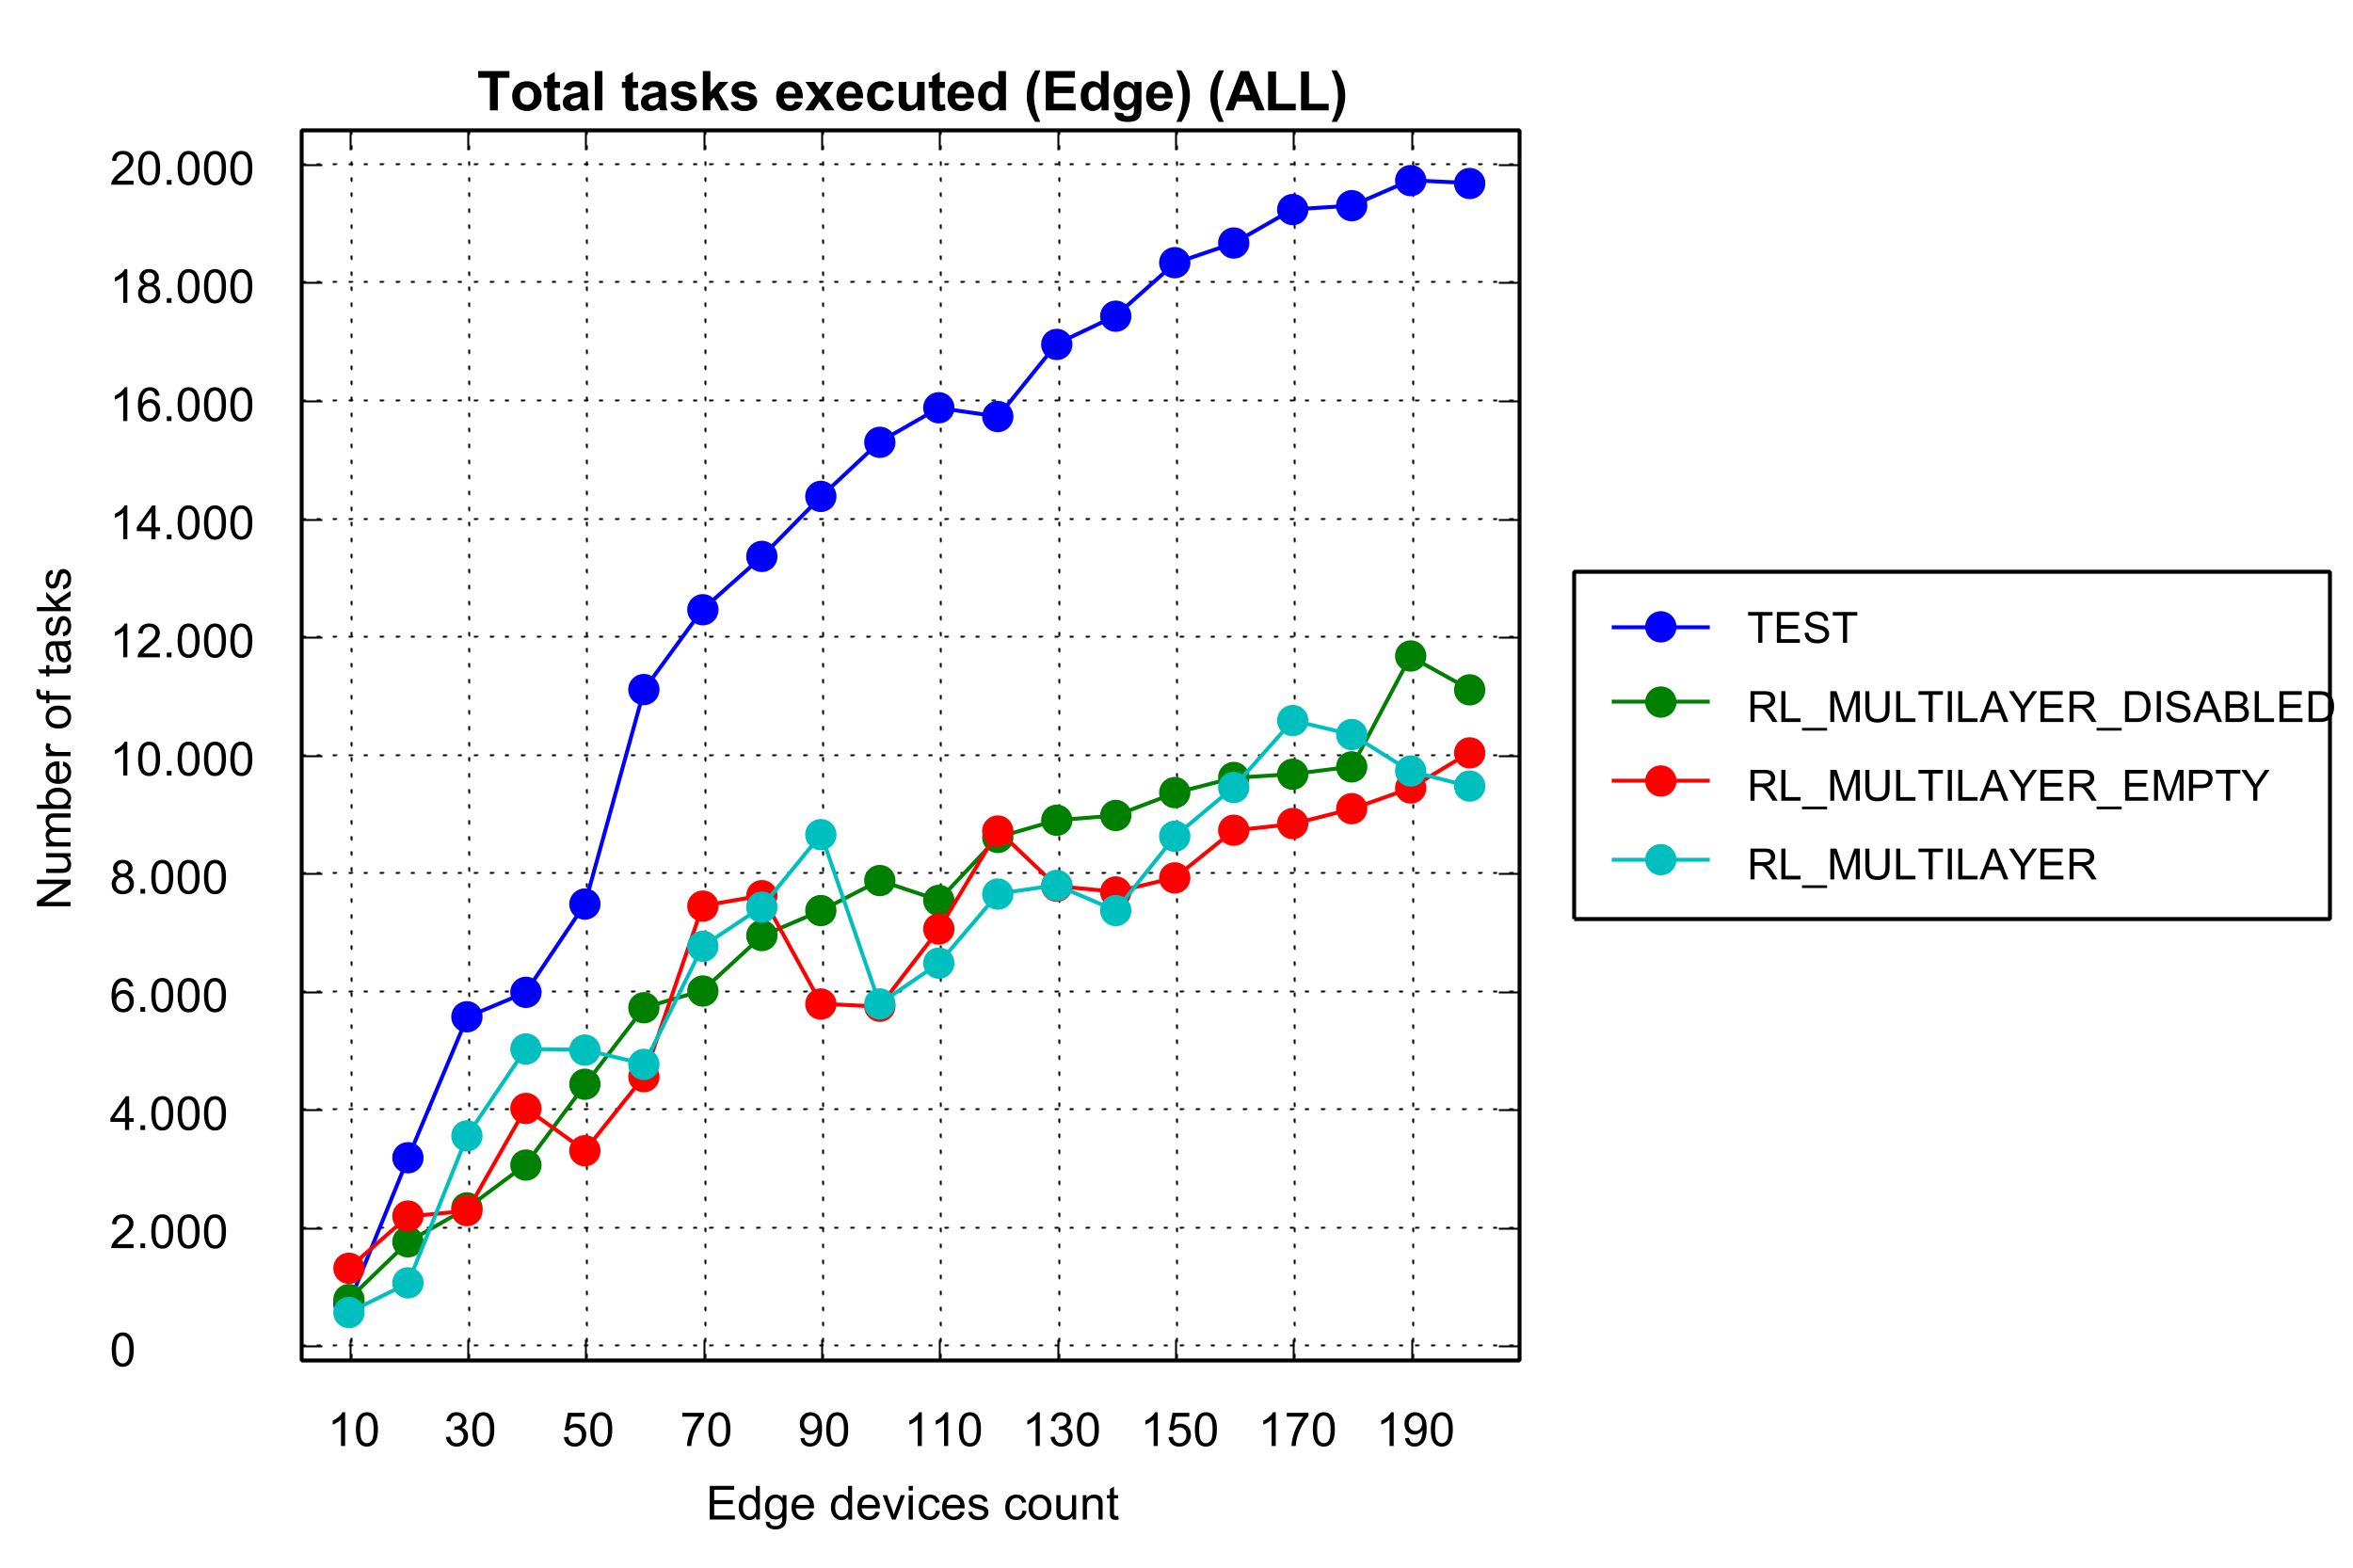 Total tasks executed (Edge) (ALL)
20.000
18.000
16.000
14.000
12.000
10.000
8.000
6.000
4.000
2.000
0
Number of tasks
10 30 50 70 90 110 130 150 170 190
Edge devices count
TEST
RL_MULTILAYER_DISABLED
RL_MULTILAYER_EMPTY
RL_MULTILAYER